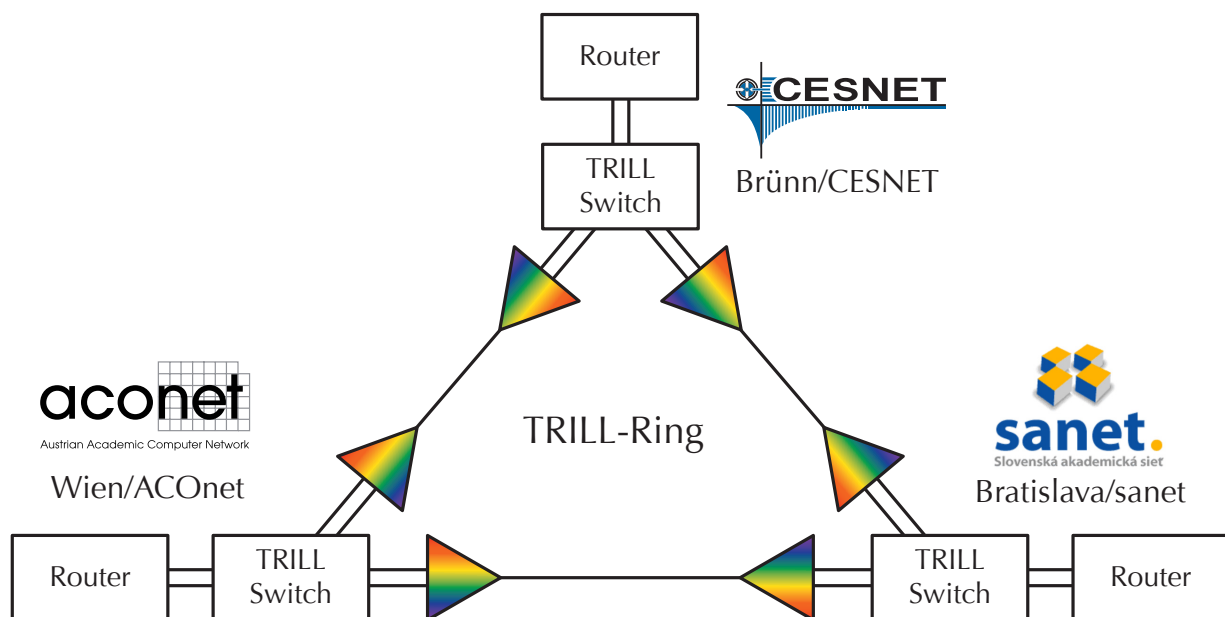 Router
CESNET
TRILL
Switch
Brünn/CESNET
aconet
Austrian Academic Computer Network
Wien/ACOnet
TRILL-Ring
sanet.
Slovenská akademická sieť
Bratislava/sanet
Router
TRILL
Switch
TRILL
Switch
Router